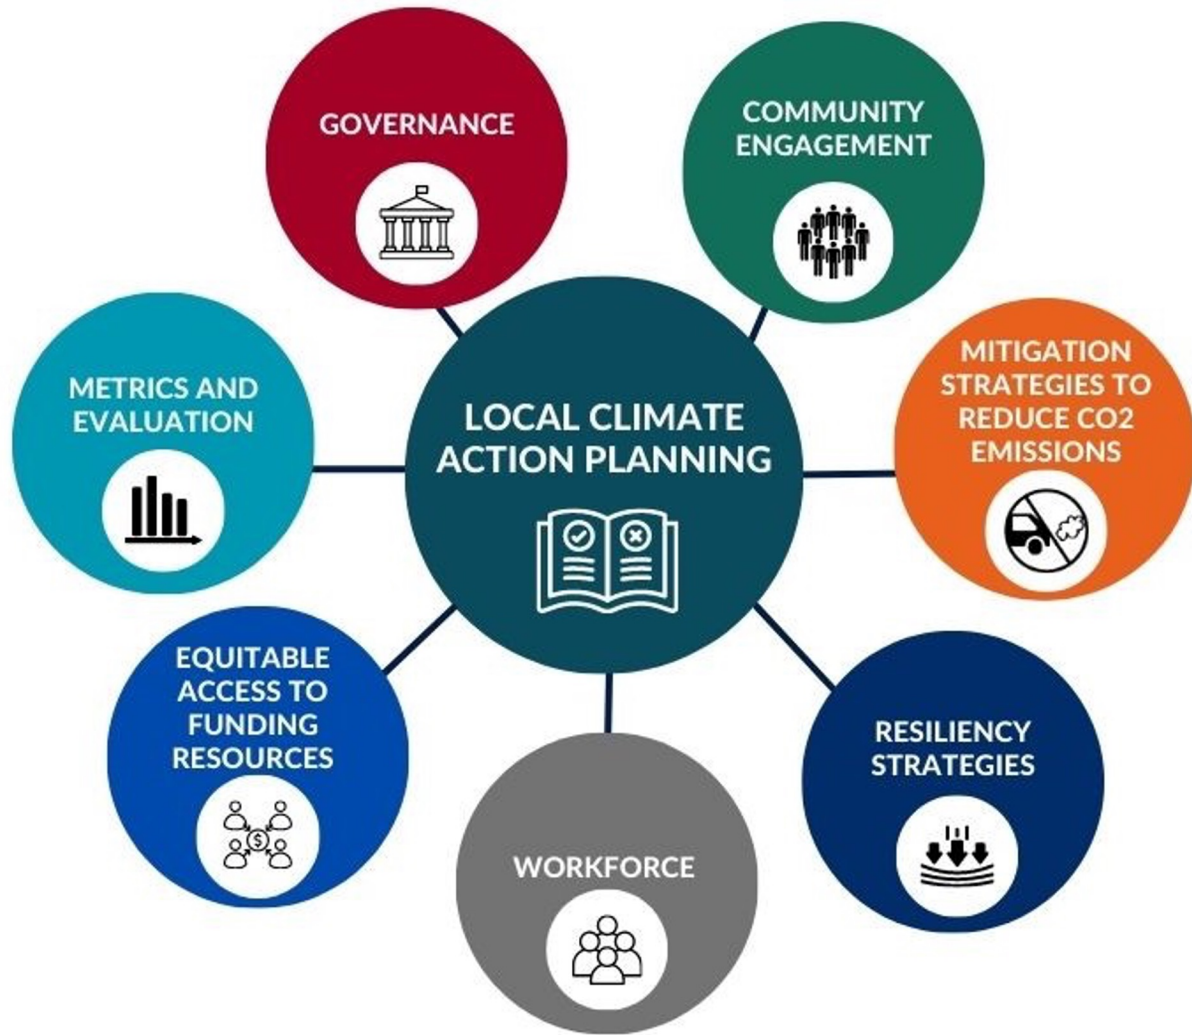 GOVERNANCE
COMMUNITY
ENGAGEMENT
METRICS AND
EVALUATION
LOCAL CLIMATE
ACTION PLANNING
MITIGATION
STRATEGIES TO
REDUCE CO2
EMISSIONS
EQUITABLE
ACCESS TO
FUNDING
RESOURCES
$
WORKFORCE
RESILIENCY
STRATEGIES